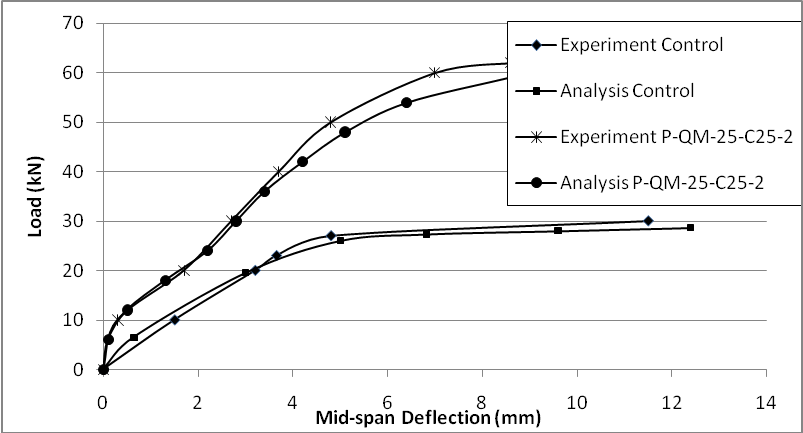 70
60
50
40
30
20
10
0
Load (kN)
0 2 4 6 8 10 12 14
Mid-span Deflection (mm)
Experiment Control
Analysis Control
Experiment P-QM-25-C25-2
Analysis P-QM-25-C25-2